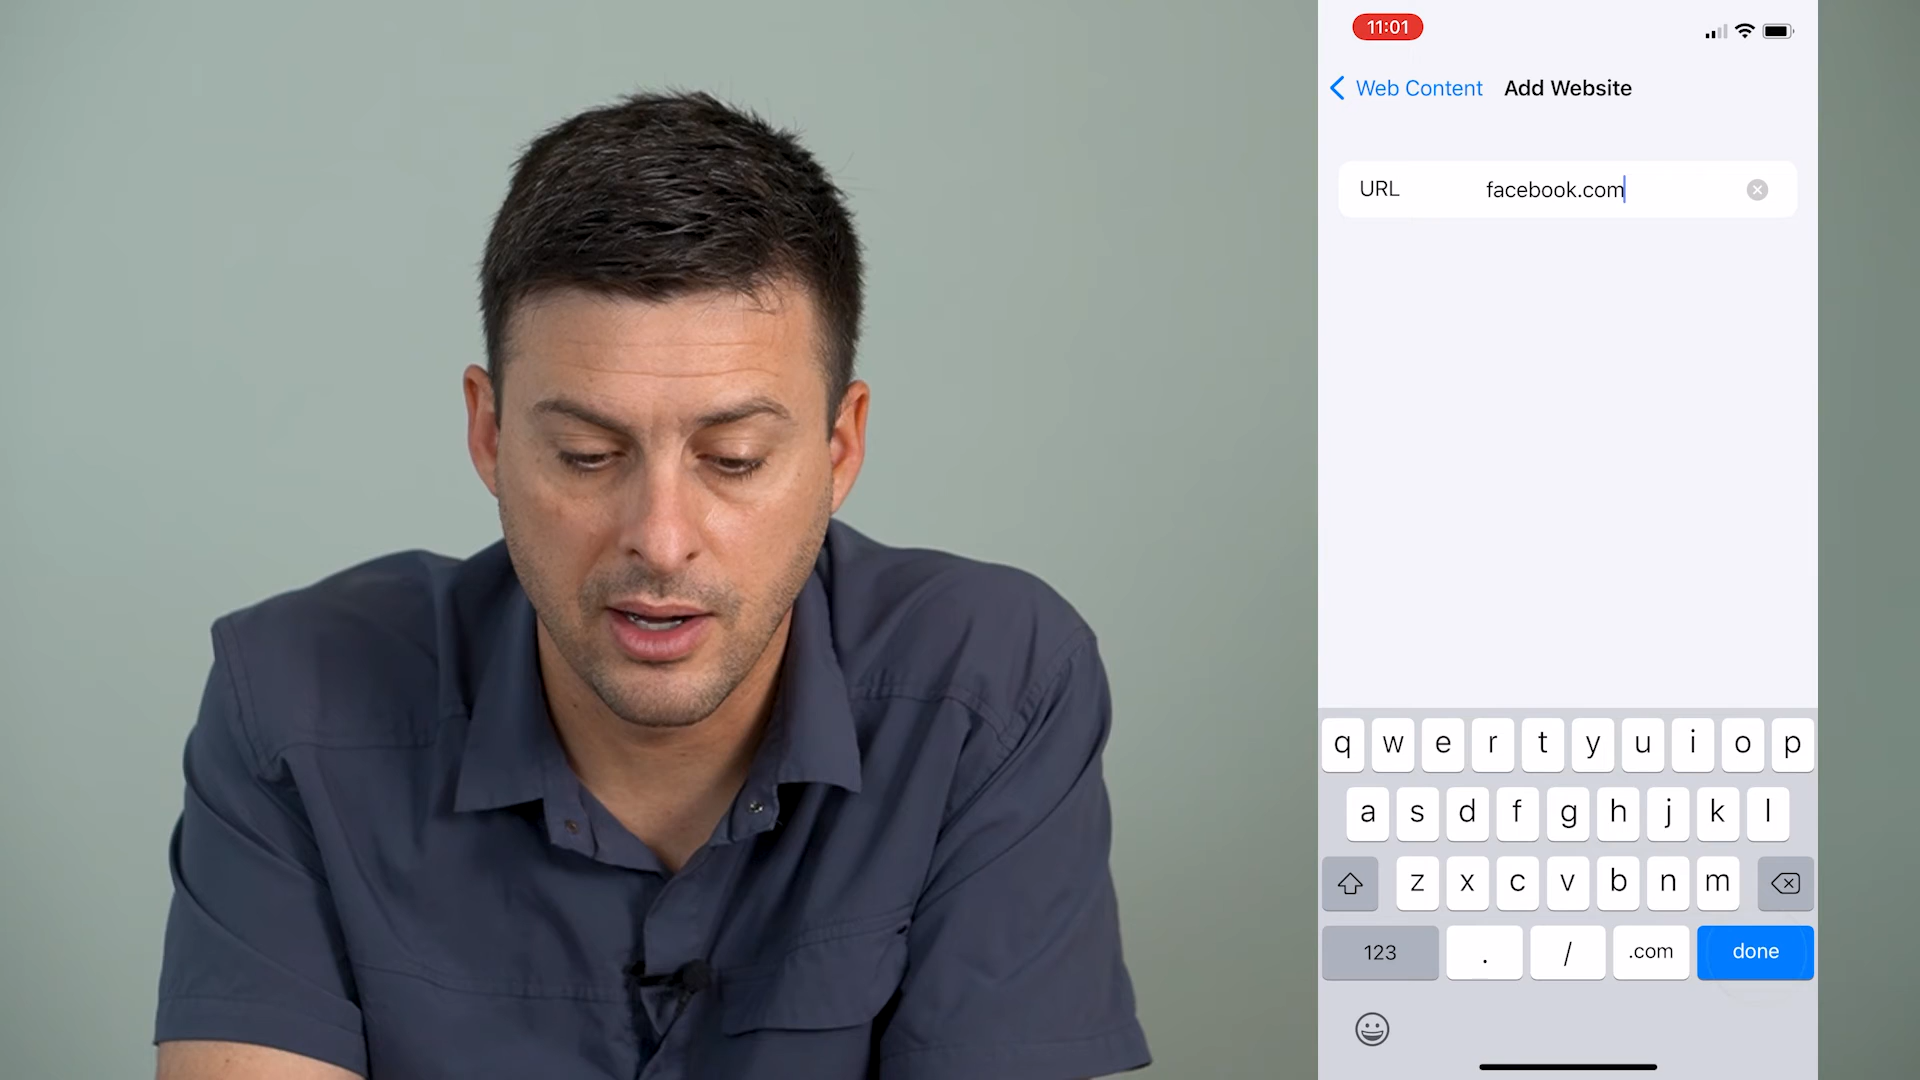 11:01
Web Content Add Website
URL facebook.com
q w e r t y u i o p
a s d f g h j k l
z x c v b n m
123 . / .com done